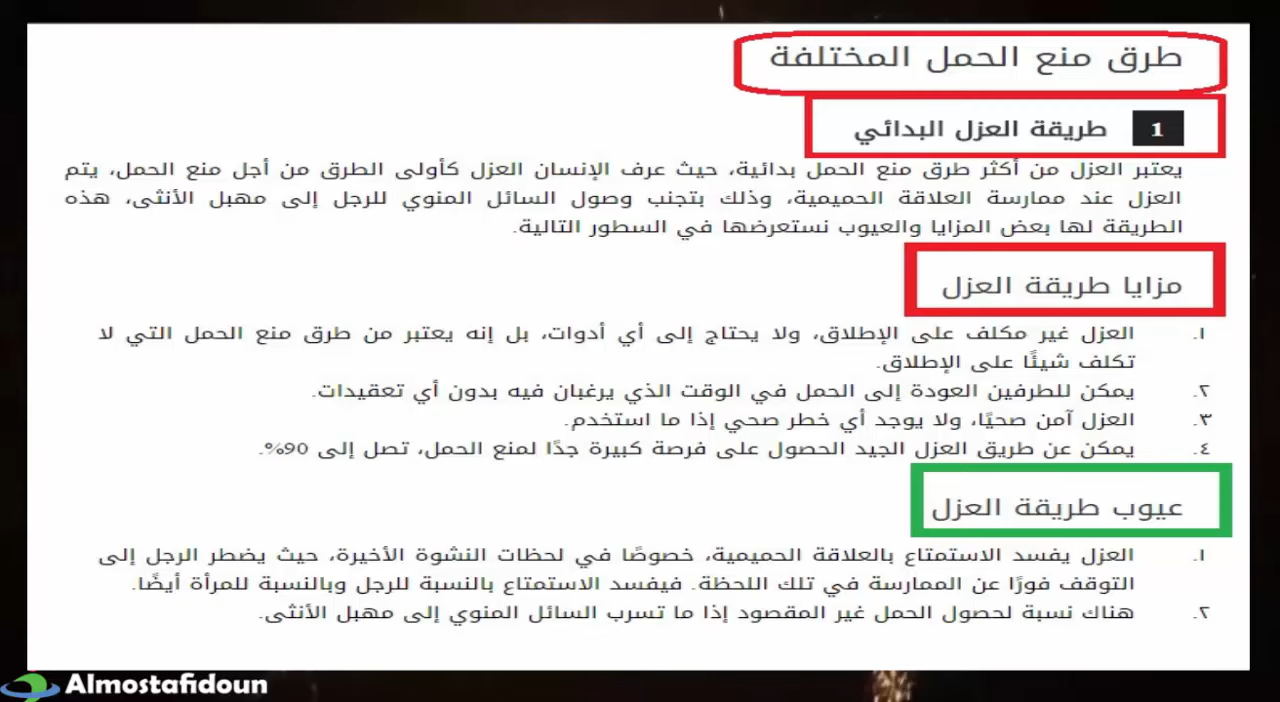 طرق منع الحمل المختلفة
1 طريقة العزل البدائي
يعتبر العزل من أكثر طرق منع الحمل بدائية، حيث عرف الإنسان العزل كأولى الطرق من أجل منع الحمل، يتم
العزل عند ممارسة العلاقة الحميمية، وذلك بتجنب وصول السائل المنوي للرجل إلى مهبل الأنثى، هذه
الطريقة لها بعض المزايا والعيوب نستعرضها في السطور التالية.
مزايا طريقة العزل
١. العزل غير مكلف على الإطلاق، ولا يحتاج إلى أي أدوات، بل إنه يعتبر من طرق منع الحمل التي لا
تكلف شيئًا على الإطلاق.
٢. يمكن للطرفين العودة إلى الحمل في الوقت الذي يرغبان فيه بدون أي تعقيدات.
٣. العزل آمن صحيًا، ولا يوجد أي خطر صحي إذا ما استخدم.
٤. يمكن عن طريق العزل الجيد الحصول على فرصة كبيرة جدًا لمنع الحمل، تصل إلى 90%.
عيوب طريقة العزل
١. العزل يفسد الاستمتاع بالعلاقة الحميمية، خصوصًا في لحظات النشوة الأخيرة، حيث يضطر الرجل إلى
التوقف فورًا عن الممارسة في تلك اللحظة. فيفسد الاستمتاع بالنسبة للرجل وبالنسبة للمرأة أيضًا.
٢. هناك نسبة لحصول الحمل غير المقصود إذا ما تسرب السائل المنوي إلى مهبل الأنثى.
Almostafidoun